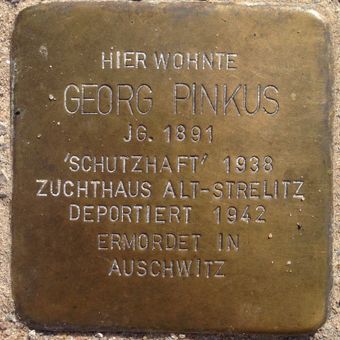 HIER WOHNTE
GEORG PINKUS
JG. 1891
'SCHUTZHAFT' 1938
ZUCHTHAUS ALT-STRELITZ
DEPORTIERT 1942
ERMORDET IN
AUSCHWITZ